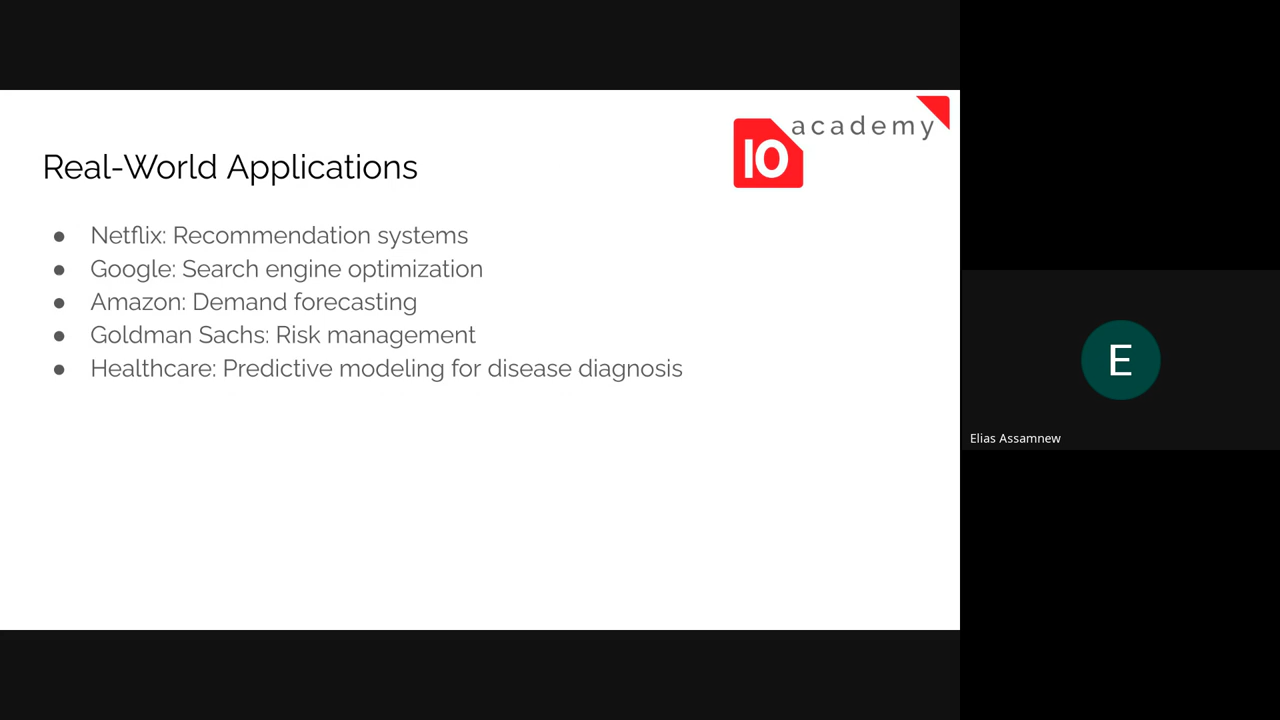 academy
10
Real-World Applications
● Netflix: Recommendation systems
● Google: Search engine optimization
● Amazon: Demand forecasting
● Goldman Sachs: Risk management
● Healthcare: Predictive modeling for disease diagnosis
E
Elias Assamnew